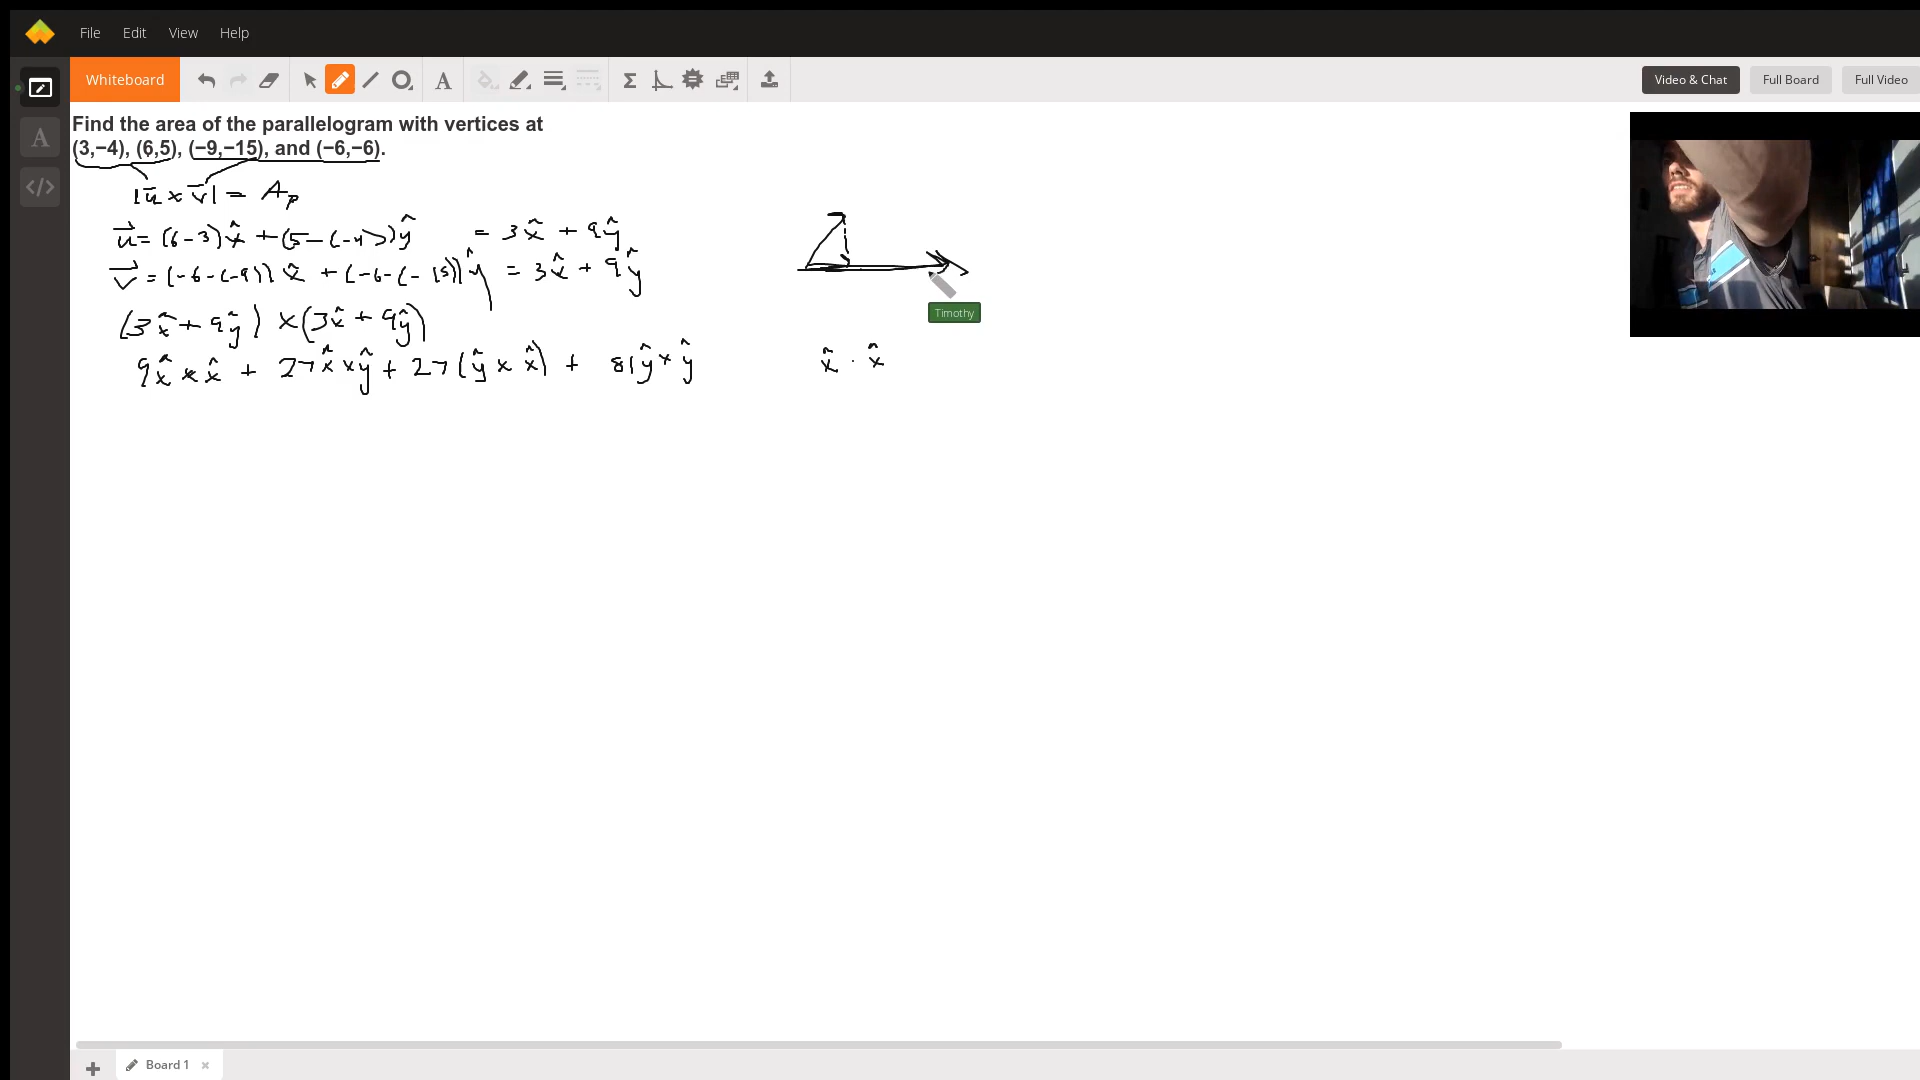 File Edit View Help
Whiteboard
Video & Chat Full Board Full Video
Find the area of the parallelogram with vertices at
(3,−4), (6,5), (−9,−15), and (−6,−6).
|u̅ × v̅| = Aₚ
u⃗ = (6-3)x̂ + (5-(-4))ŷ = 3x̂ + 9ŷ
v⃗ = (-6-(-9))x̂ + (-6-(-15))ŷ = 3x̂ + 9ŷ
Timothy
(3x̂ + 9ŷ) × (3x̂ + 9ŷ)
9x̂ × x̂ + 27x̂ × ŷ + 27(ŷ × x̂) + 81ŷ × ŷ
x̂ · x̂
Board 1